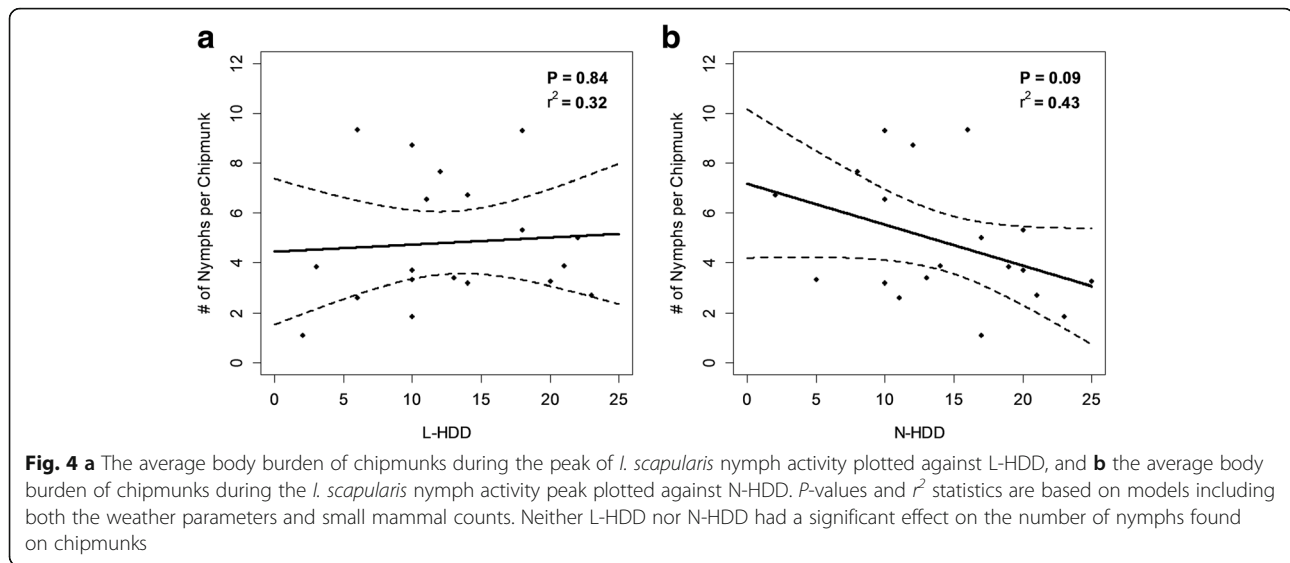 a
b
P = 0.84
r² = 0.32
P = 0.09
r² = 0.43
# of Nymphs per Chipmunk
12
10
8
6
4
2
0
0 5 10 15 20 25
L-HDD
# of Nymphs per Chipmunk
12
10
8
6
4
2
0
0 5 10 15 20 25
N-HDD
Fig. 4 a The average body burden of chipmunks during the peak of I. scapularis nymph activity plotted against L-HDD, and b the average body
burden of chipmunks during the I. scapularis nymph activity peak plotted against N-HDD. P-values and r² statistics are based on models including
both the weather parameters and small mammal counts. Neither L-HDD nor N-HDD had a significant effect on the number of nymphs found
on chipmunks